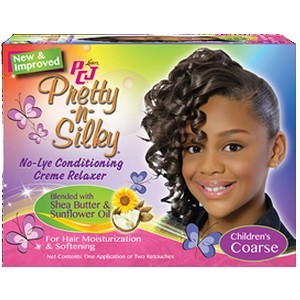 New &
Improved
PCJ
Pretty
-n-
Silky
No-Lye Conditioning
Creme Relaxer
Blended with
Shea Butter &
Sunflower Oil
For Hair Moisturization
& Softening
Net Contents: One Application or Two Retouches
Children's
Coarse